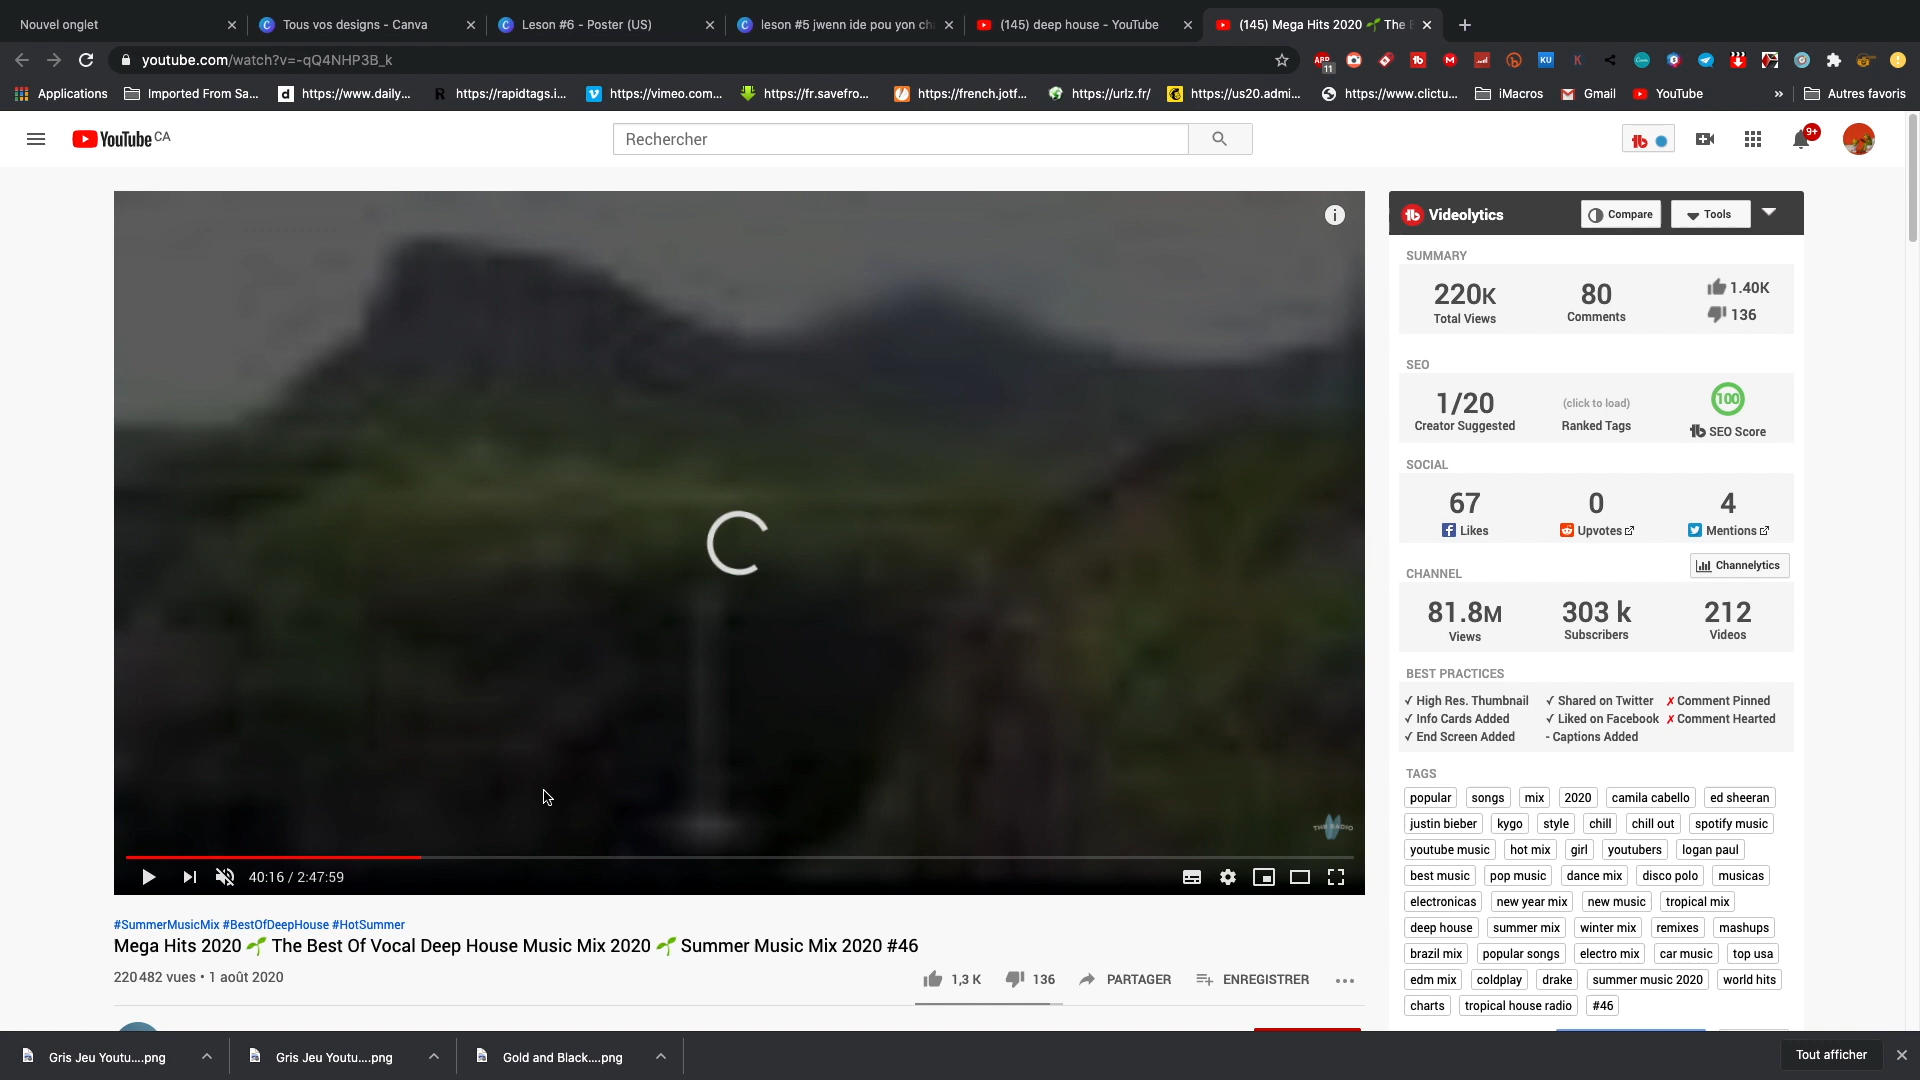 Nouvel onglet
Tous vos designs - Canva
Leson #6 - Poster (US)
leson #5 jwenn ide pou yon ch
(145) deep house - YouTube
(145) Mega Hits 2020 🌱 The B
youtube.com/watch?v=-qQ4NHP3B_k
ABP
11
KU
K
Applications
Imported From Sa...
https://www.daily...
https://rapidtags.i...
https://vimeo.com...
https://fr.savefro...
https://french.jotf...
https://urlz.fr/
https://us20.admi...
https://www.clictu...
iMacros
Gmail
YouTube
»
Autres favoris
YouTube CA
Rechercher
9+
Videolytics
Compare
Tools
SUMMARY
220K
Total Views
80
Comments
1.40K
136
SEO
1/20
Creator Suggested
(click to load)
Ranked Tags
100
SEO Score
SOCIAL
67
Likes
0
Upvotes
4
Mentions
CHANNEL
Channelytics
81.8M
Views
303 k
Subscribers
212
Videos
BEST PRACTICES
✓ High Res. Thumbnail ✓ Shared on Twitter ✗ Comment Pinned
✓ Info Cards Added ✓ Liked on Facebook ✗ Comment Hearted
✓ End Screen Added - Captions Added
TAGS
popular songs mix 2020 camila cabello ed sheeran
justin bieber kygo style chill chill out spotify music
youtube music hot mix girl youtubers logan paul
best music pop music dance mix disco polo musicas
electronicas new year mix new music tropical mix
deep house summer mix winter mix remixes mashups
brazil mix popular songs electro mix car music top usa
edm mix coldplay drake summer music 2020 world hits
charts tropical house radio #46
THE RADIO
40:16 / 2:47:59
#SummerMusicMix #BestOfDeepHouse #HotSummer
Mega Hits 2020 🌱 The Best Of Vocal Deep House Music Mix 2020 🌱 Summer Music Mix 2020 #46
220 482 vues • 1 août 2020
1,3 K
136
PARTAGER
ENREGISTRER
Gris Jeu Youtu....png
Gris Jeu Youtu....png
Gold and Black....png
Tout afficher